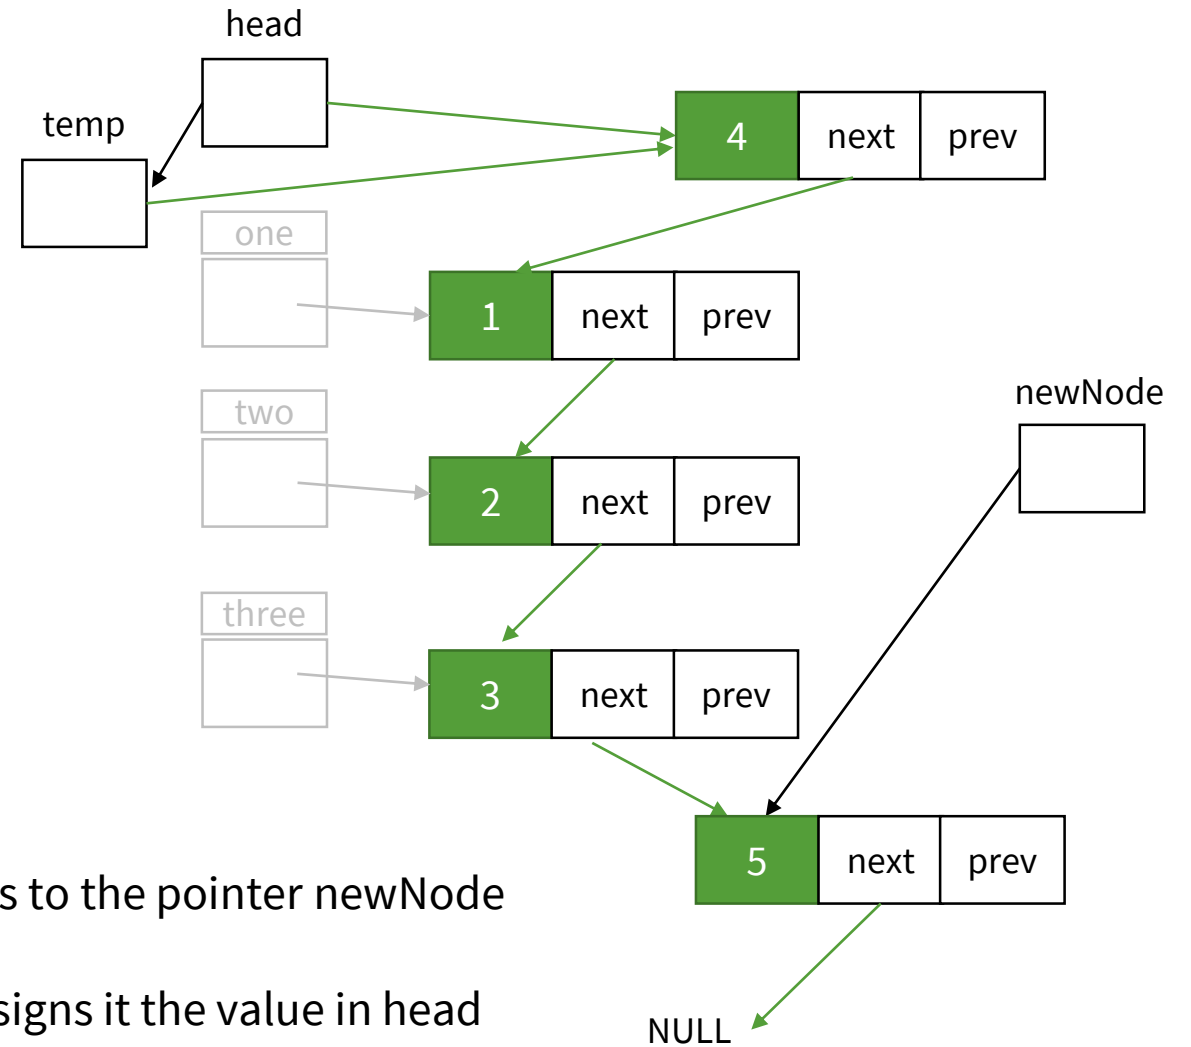 head
temp
4 next prev
one
1 next prev
newNode
two
2 next prev
three
3 next prev
5 next prev
s to the pointer newNode
signs it the value in head
NULL